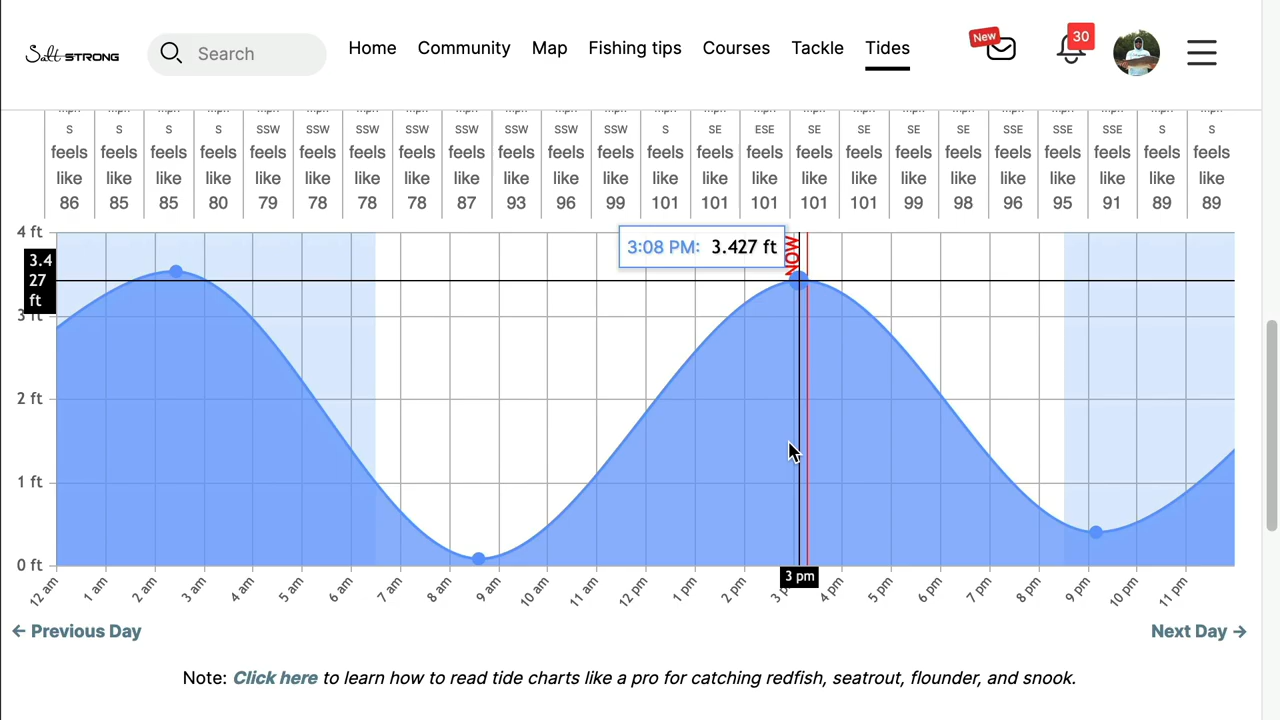 Salt STRONG Search Home Community Map Fishing tips Courses Tackle Tides New 30
S S S S SSW SSW SSW SSW SSW SSW SSW SSW S SE ESE SE SE SE SE SSE SSE SSE S S
feels feels feels feels feels feels feels feels feels feels feels feels feels feels feels feels feels feels feels feels feels feels feels feels
like like like like like like like like like like like like like like like like like like like like like like like like
86 85 85 80 79 78 78 78 87 93 96 99 101 101 101 101 101 99 98 96 95 91 89 89
4 ft
3:08 PM: 3.427 ft
NOW
3.4
27
ft
3 ft
2 ft
1 ft
0 ft
3 pm
12 am 1 am 2 am 3 am 4 am 5 am 6 am 7 am 8 am 9 am 10 am 11 am 12 pm 1 pm 2 pm 3 pm 4 pm 5 pm 6 pm 7 pm 8 pm 9 pm 10 pm 11 pm
← Previous Day Next Day →
Note: Click here to learn how to read tide charts like a pro for catching redfish, seatrout, flounder, and snook.